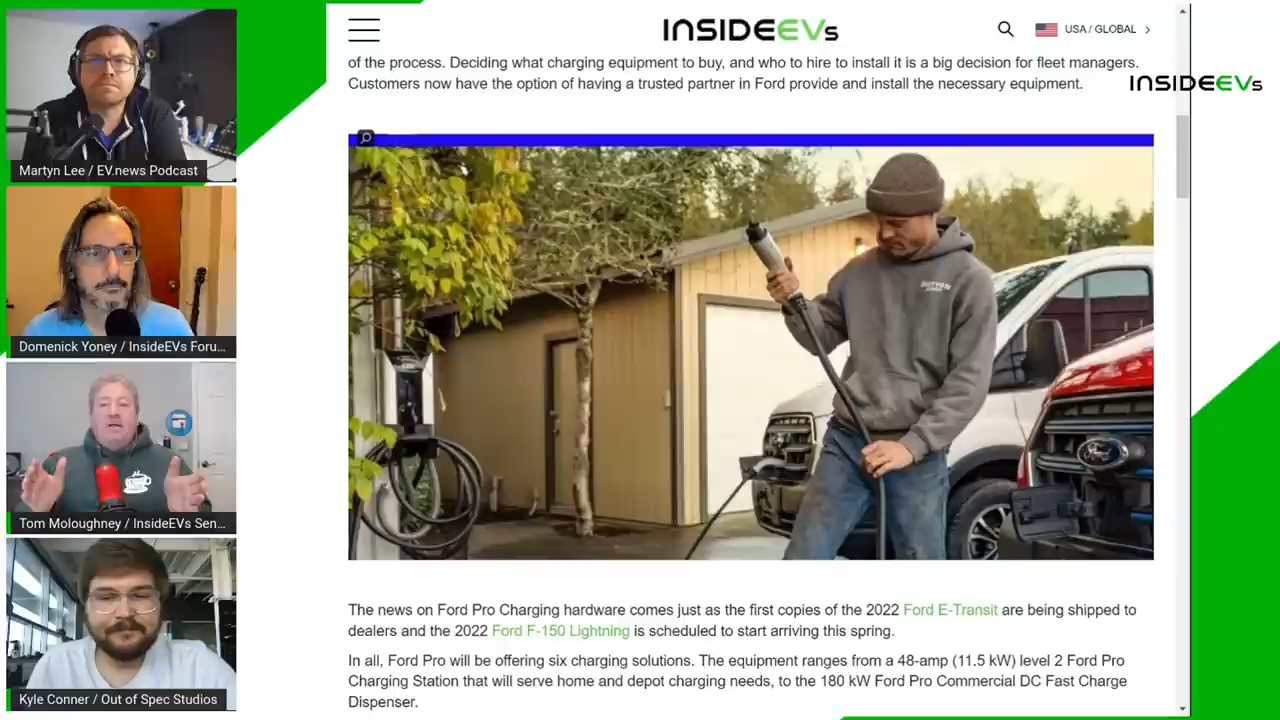 INSIDEEVs
USA / GLOBAL
of the process. Deciding what charging equipment to buy, and who to hire to install it is a big decision for fleet managers.
Customers now have the option of having a trusted partner in Ford provide and install the necessary equipment.
INSIDEEVs
Martyn Lee / EV.news Podcast
Domenick Yoney / InsideEVs Foru...
Tom Moloughney / InsideEVs Sen...
Kyle Conner / Out of Spec Studios
Ford
The news on Ford Pro Charging hardware comes just as the first copies of the 2022 Ford E-Transit are being shipped to
dealers and the 2022 Ford F-150 Lightning is scheduled to start arriving this spring.
In all, Ford Pro will be offering six charging solutions. The equipment ranges from a 48-amp (11.5 kW) level 2 Ford Pro
Charging Station that will serve home and depot charging needs, to the 180 kW Ford Pro Commercial DC Fast Charge
Dispenser.